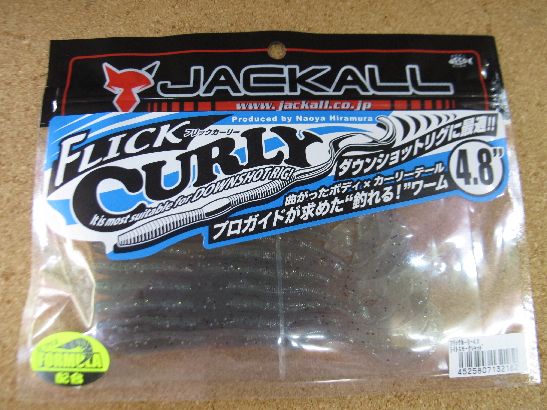 JACKALL
www.jackall.co.jp
Produced by Naoya Hiramura
FLICK
フリックカーリー
CURLY
It is most suitable for DOWNSHOT RIG!
ダウンショットリグに最適!!
曲がったボディ×カーリーテール
プロガイドが求めた“釣れる!”ワーム
4.8”
FORMULA
配合